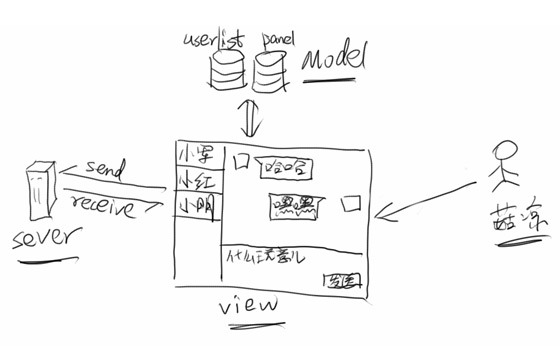 userlist panel
model
小军
哈哈
send
小红
嘿嘿
receive
小明
sever
菇凉
什么玩意儿
发送
view